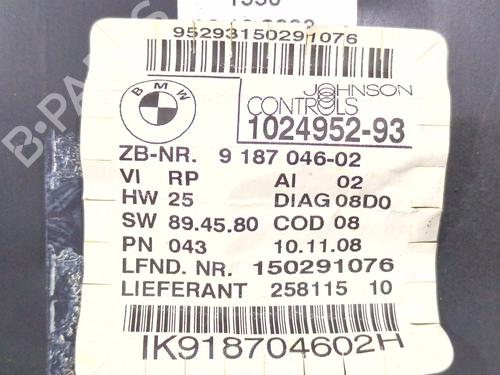 95293150291076
BMW
JOHNSON
CONTROLS
1024952-93
ZB-NR. 9 187 046-02
VI RP AI 02
HW 25 DIAG 08D0
SW 89.45.80 COD 08
PN 043 10.11.08
LFND. NR. 150291076
LIEFERANT 258115 10
IK918704602H